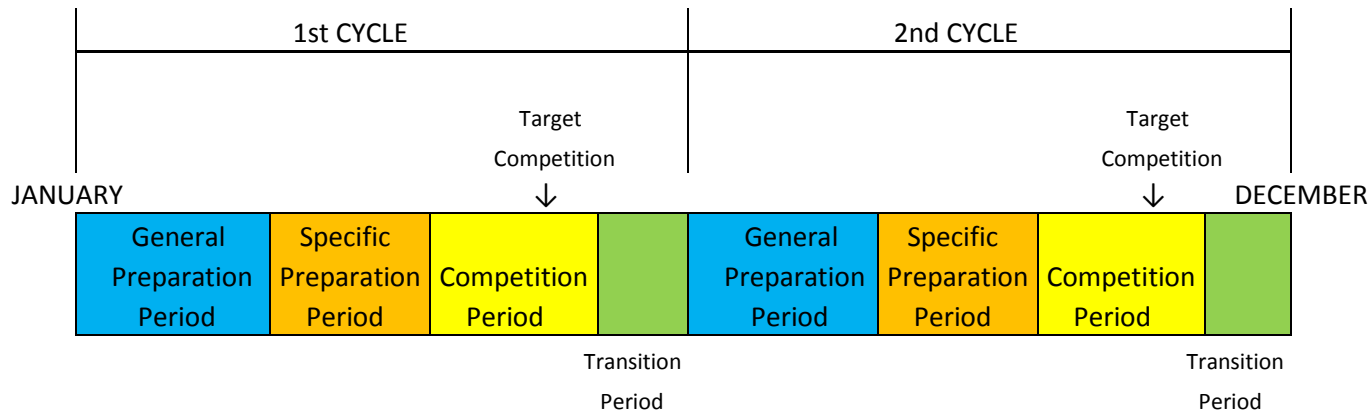 1st CYCLE 2nd CYCLE
Target Target
Competition Competition
↓ ↓
JANUARY DECEMBER
General Specific General Specific
Preparation Preparation Competition Preparation Preparation Competition
Period Period Period Period Period Period
Transition Transition
Period Period